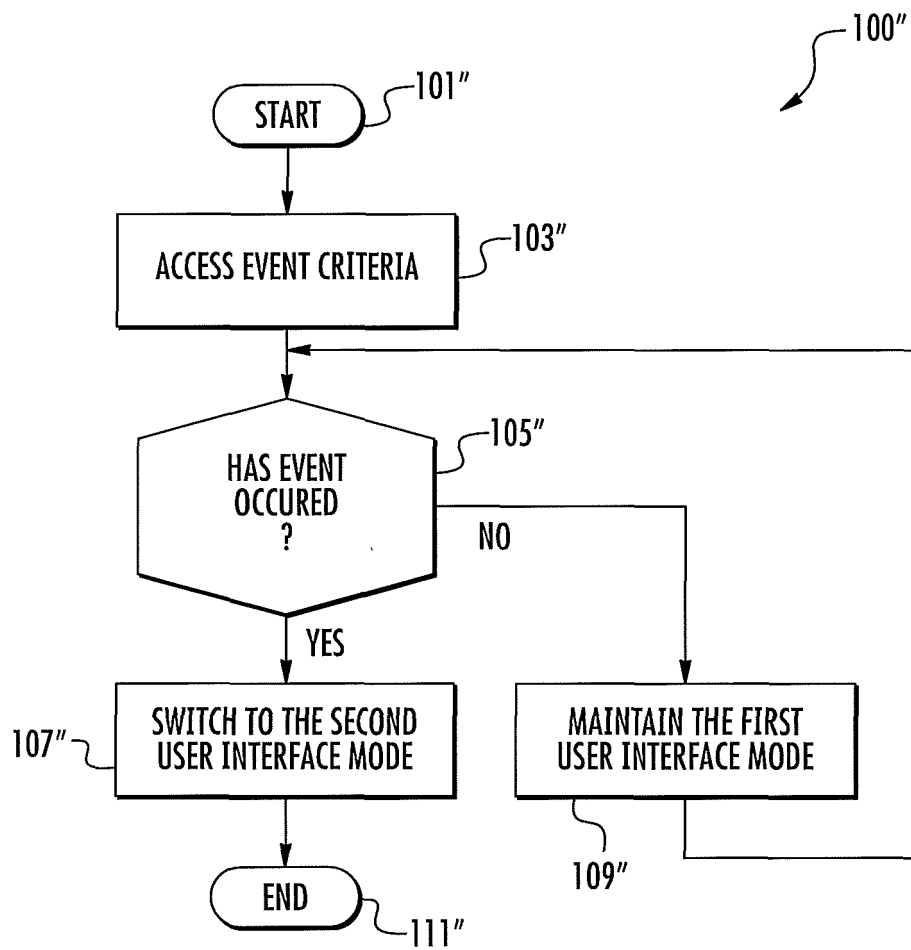 100"
START
101"
ACCESS EVENT CRITERIA
103"
HAS EVENT
OCCURED
?
105"
NO
YES
SWITCH TO THE SECOND
USER INTERFACE MODE
107"
MAINTAIN THE FIRST
USER INTERFACE MODE
109"
END
111"